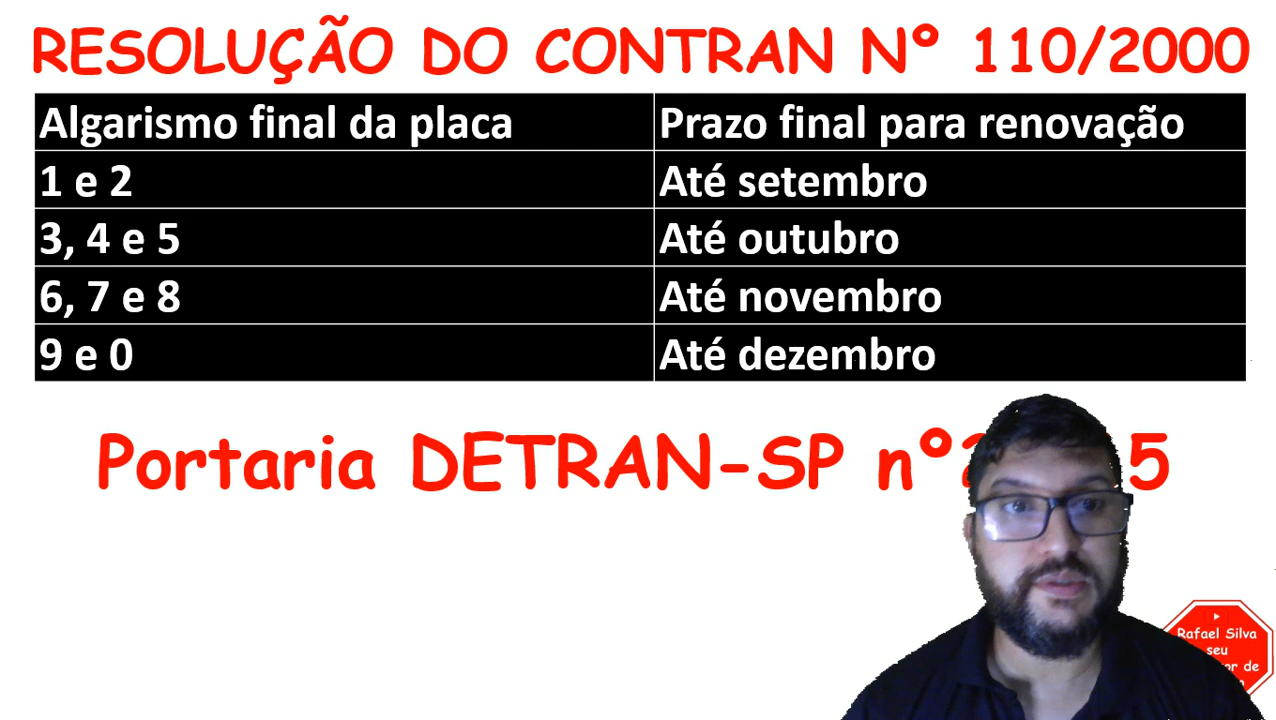 RESOLUÇÃO DO CONTRAN Nº 110/2000
Algarismo final da placa Prazo final para renovação
1 e 2 Até setembro
3, 4 e 5 Até outubro
6, 7 e 8 Até novembro
9 e 0 Até dezembro
Portaria DETRAN-SP
Rafael Silva
seu
de